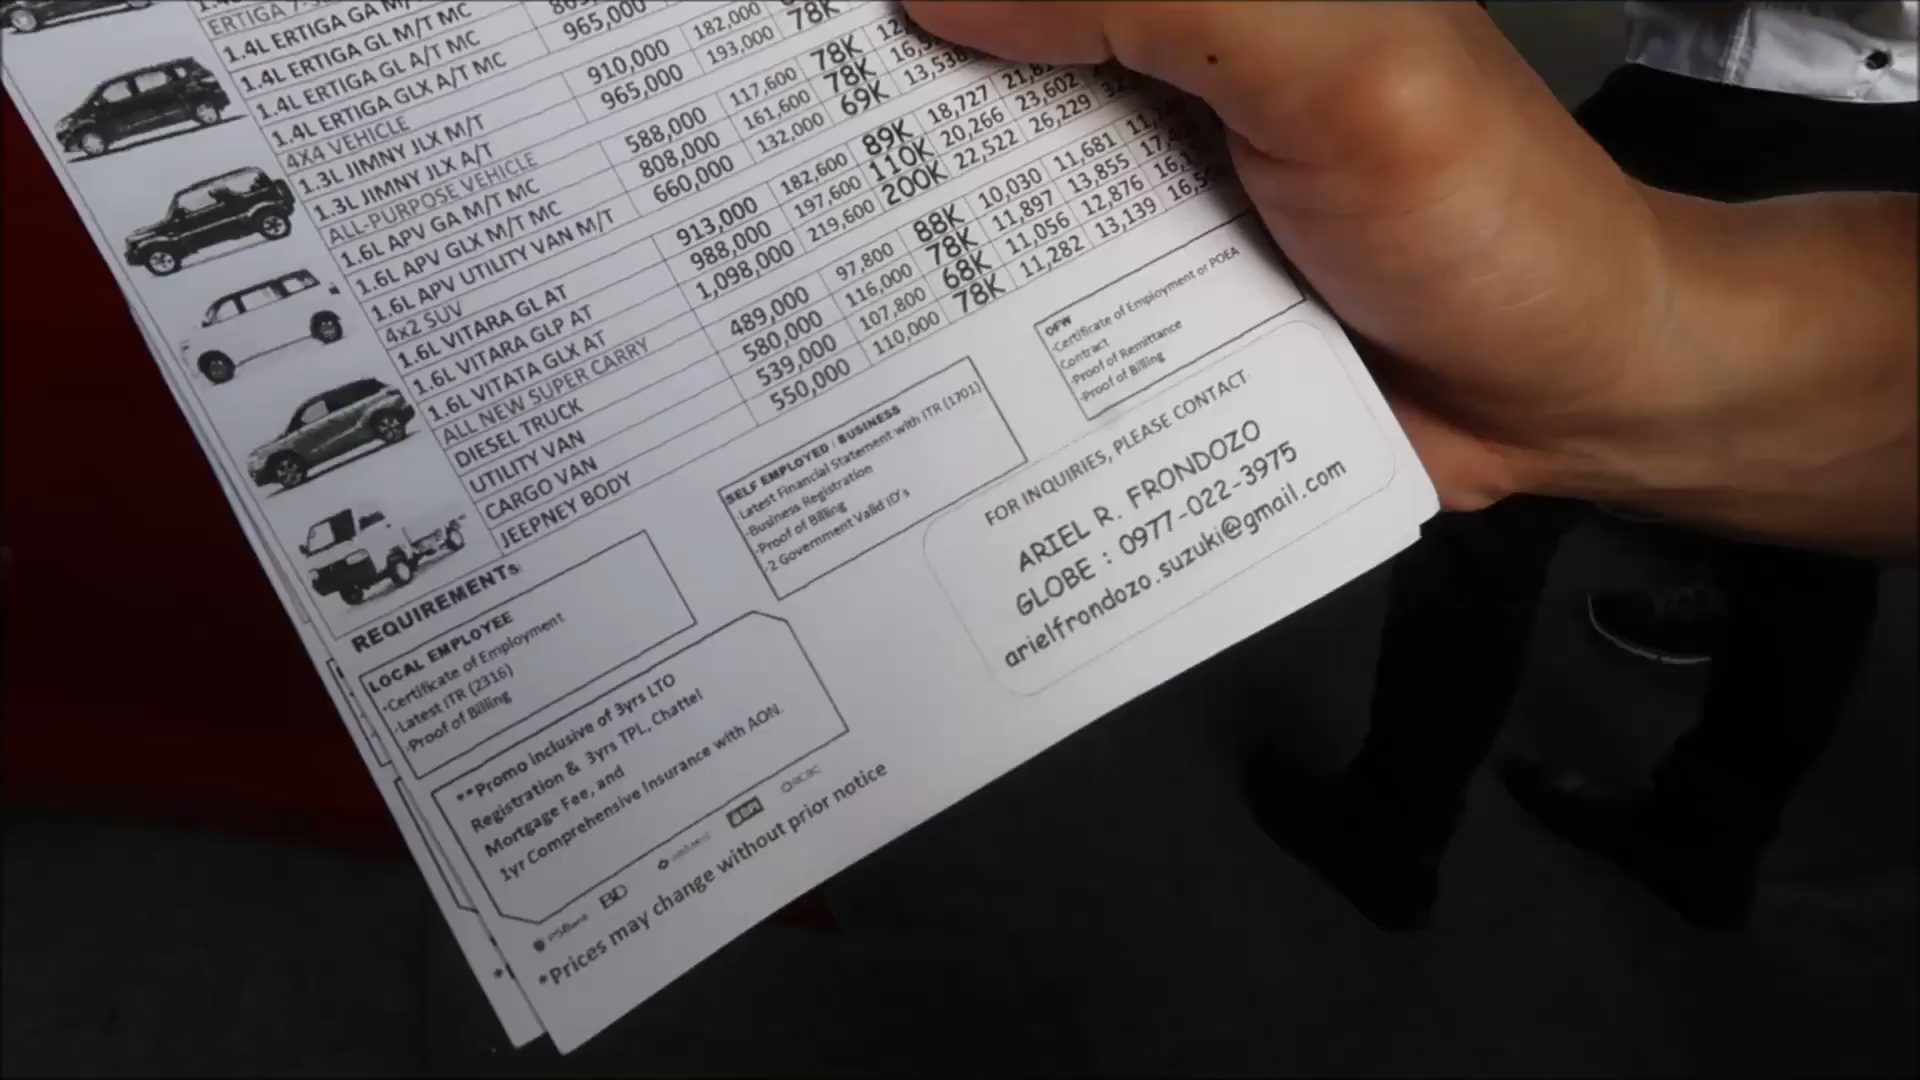 ERTIGA
1.4L ERTIGA GA M/T MC
1.4L ERTIGA GL M/T MC 965,000
1.4L ERTIGA GL A/T MC
1.4L ERTIGA GLX A/T MC
4X4 VEHICLE
1.3L JIMNY JLX M/T 910,000 182,000 78K
1.3L JIMNY JLX A/T 965,000 193,000 78K
ALL-PURPOSE VEHICLE
1.6L APV GA M/T MC 588,000 117,600 78K
1.6L APV GLX M/T MC 808,000 161,600 78K
1.6L APV UTILITY VAN M/T 660,000 132,000 69K 13,538
4x2 SUV
1.6L VITARA GL AT 913,000 182,600 89K 18,727
1.6L VITARA GLP AT 988,000 197,600 110K 20,266 23,602
1.6L VITATA GLX AT 1,098,000 219,600 200K 22,522 26,229
ALL NEW SUPER CARRY
DIESEL TRUCK 489,000 97,800 88K 10,030 11,681
UTILITY VAN 580,000 116,000 78K 11,897 13,855
CARGO VAN 539,000 107,800 68K 11,056 12,876
JEEPNEY BODY 550,000 110,000 78K 11,282 13,139
REQUIREMENTs
LOCAL EMPLOYEE
-Certificate of Employment
-Latest ITR (2316)
-Proof of Billing
SELF EMPLOYED / BUSINESS
-Latest Financial Statement with ITR (1701)
-Business Registration
-Proof of Billing
-2 Government Valid ID's
OFW
-Certificate of Employment or POEA
Contract
-Proof of Remittance
-Proof of Billing
FOR INQUIRIES, PLEASE CONTACT:
ARIEL R. FRONDOZO
GLOBE : 0977-022-3975
arielfrondozo.suzuki@gmail.com
**Promo inclusive of 3yrs LTO
Registration & 3yrs TPL, Chattel
Mortgage Fee, and
1yr Comprehensive Insurance with AON.
PSBank BDO BPI
*Prices may change without prior notice